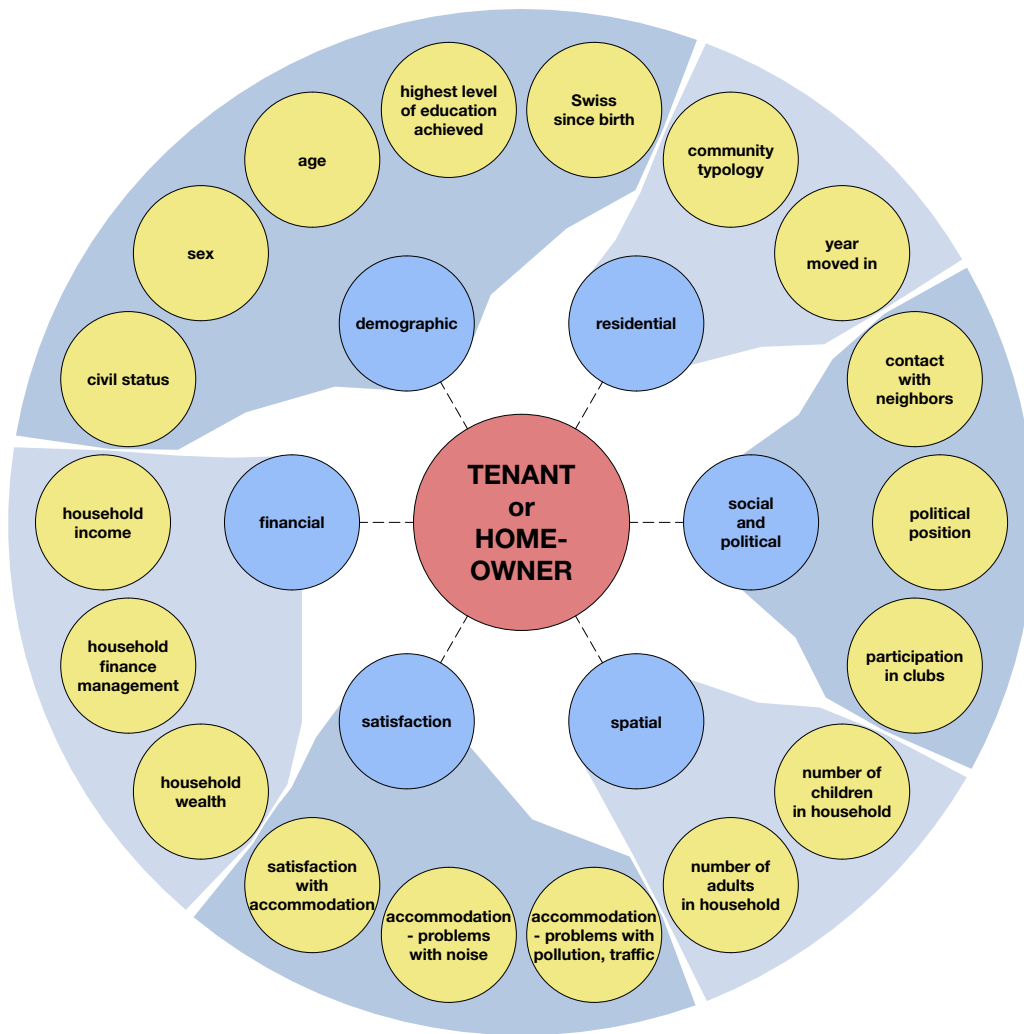 highest level
of education
achieved
Swiss
since birth
age
community
typology
sex
year
moved in
demographic
residential
civil status
contact
with
neighbors
TENANT
or
HOME-
OWNER
household
income
financial
social
and
political
political
position
household
finance
management
participation
in clubs
satisfaction
spatial
household
wealth
number of
children
in household
satisfaction
with
accommodation
number of
adults
in household
accommodation
- problems
with noise
accommodation
- problems with
pollution, traffic